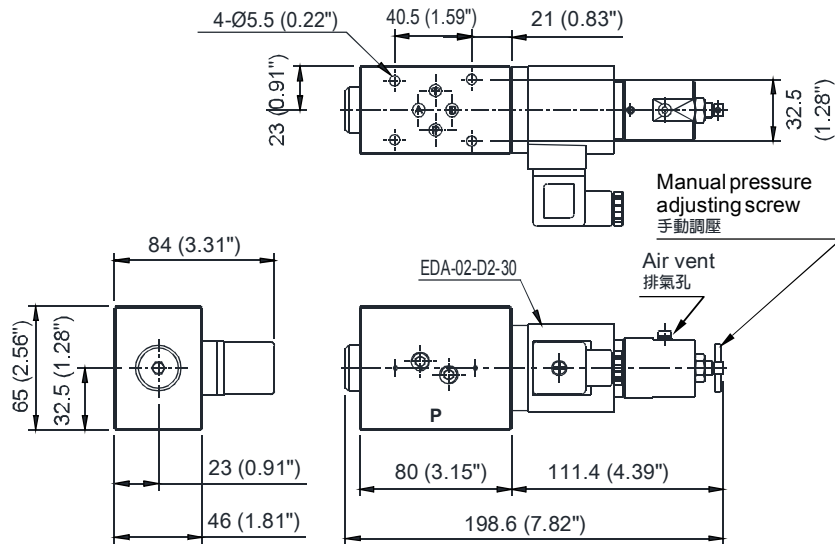 4-Ø5.5 (0.22")
40.5 (1.59")
21 (0.83")
23 (0.91")
32.5
(1.28")
Manual pressure
adjusting screw
手動調壓
84 (3.31")
EDA-02-D2-30
Air vent
排氣孔
65 (2.56")
32.5 (1.28")
P
23 (0.91")
80 (3.15")
111.4 (4.39")
46 (1.81")
198.6 (7.82")